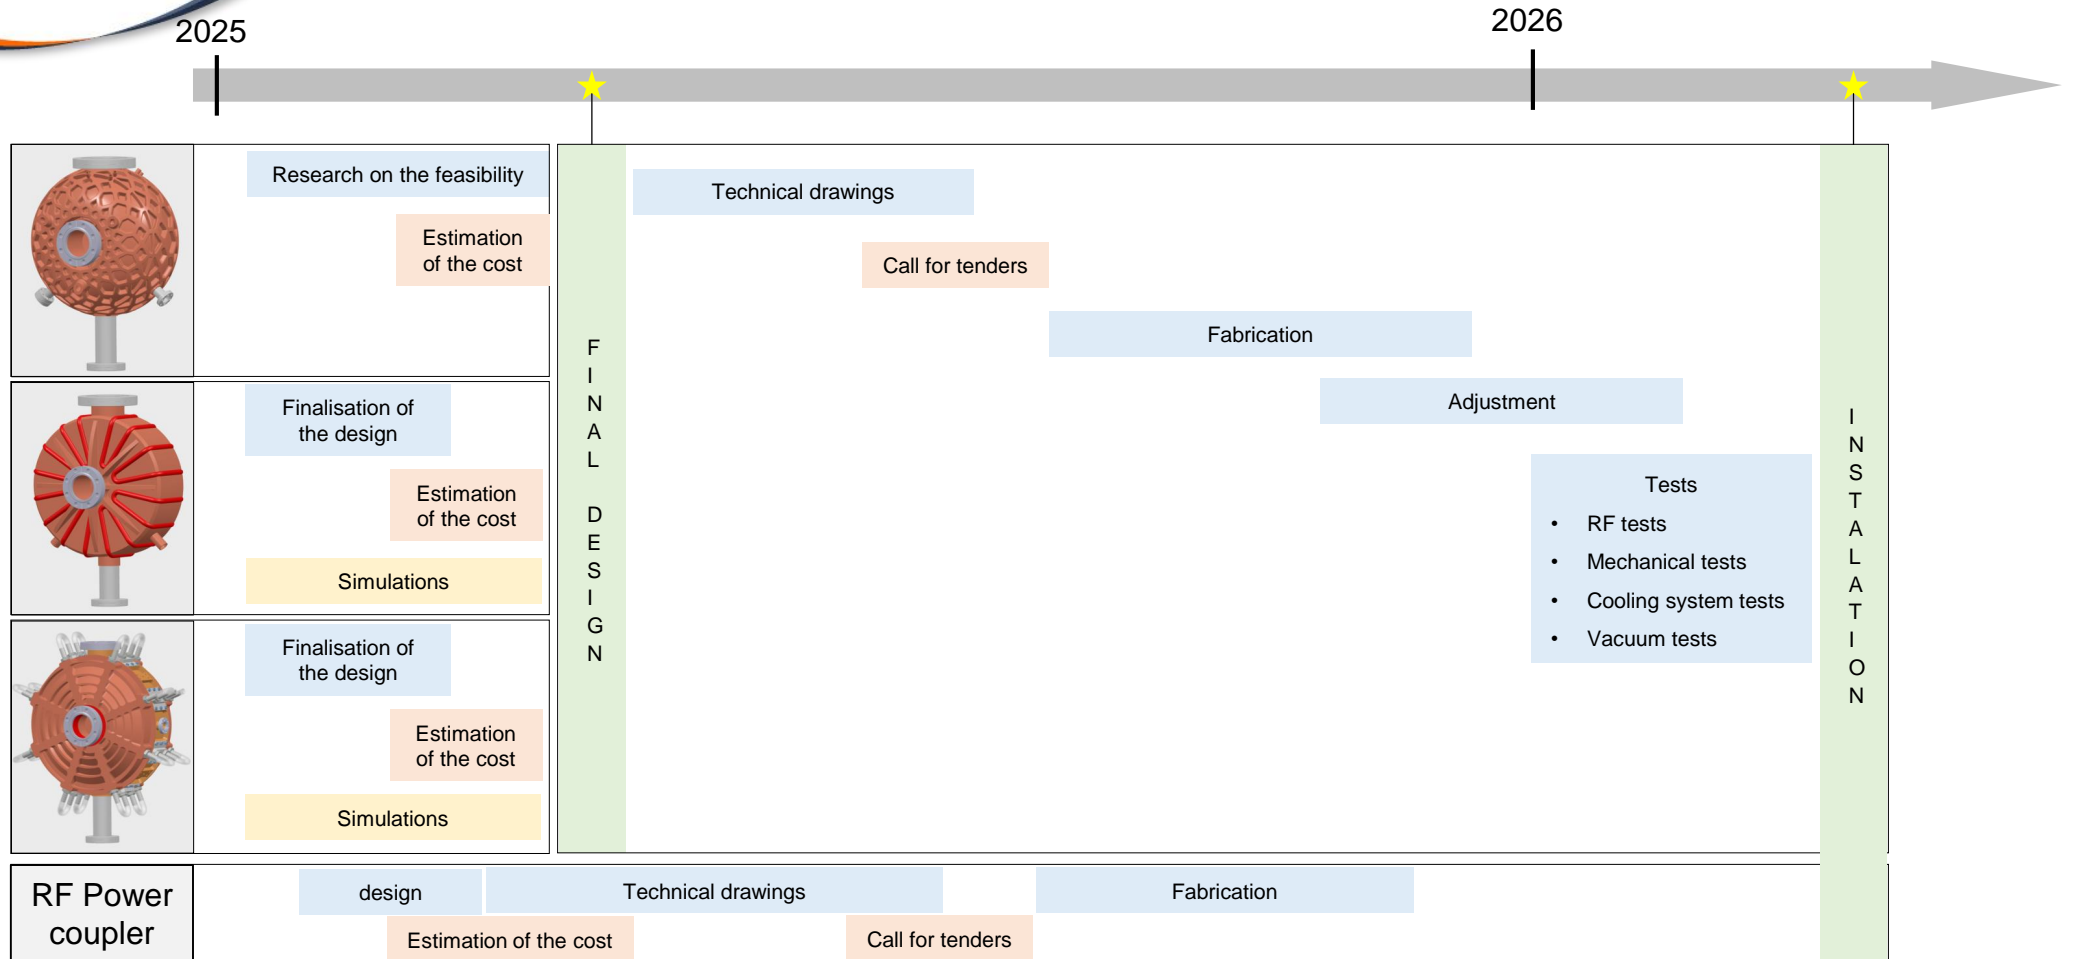 2025
2026
Research on the feasibility
Estimation
of the cost
Finalisation of
the design
Estimation
of the cost
Simulations
Finalisation of
the design
Estimation
of the cost
Simulations
F
I
N
A
L
D
E
S
I
G
N
Technical drawings
Call for tenders
Fabrication
Adjustment
Tests
• RF tests
• Mechanical tests
• Cooling system tests
• Vacuum tests
I
N
S
T
A
L
A
T
I
O
N
RF Power
coupler
design
Technical drawings
Fabrication
Estimation of the cost
Call for tenders